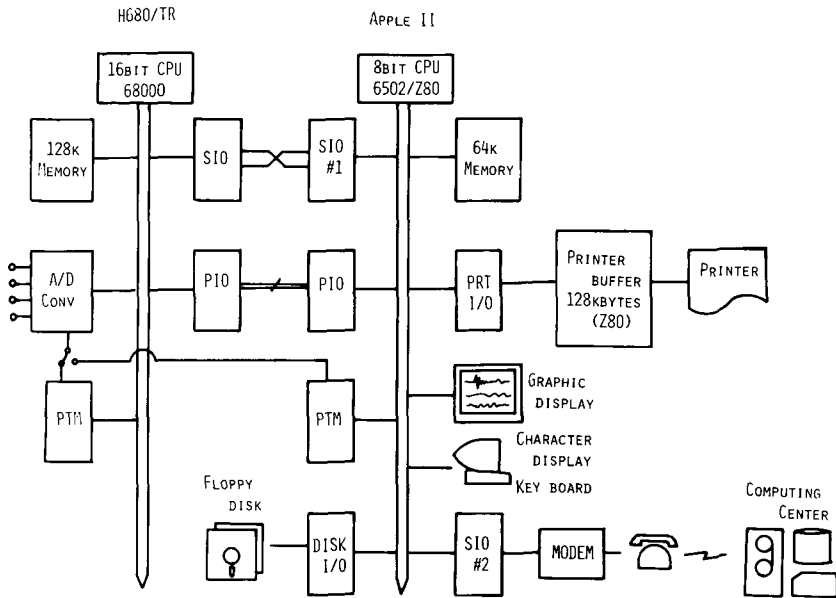 H680/TR
APPLE II
16BIT CPU
68000
8BIT CPU
6502/Z80
128K
MEMORY
SIO
SIO
#1
64K
MEMORY
A/D
CONV
PIO
PIO
PRT
I/O
PRINTER
BUFFER
128KBYTES
(Z80)
PRINTER
PTM
PTM
GRAPHIC
DISPLAY
CHARACTER
DISPLAY
KEY BOARD
FLOPPY
DISK
DISK
I/O
SIO
#2
MODEM
COMPUTING
CENTER